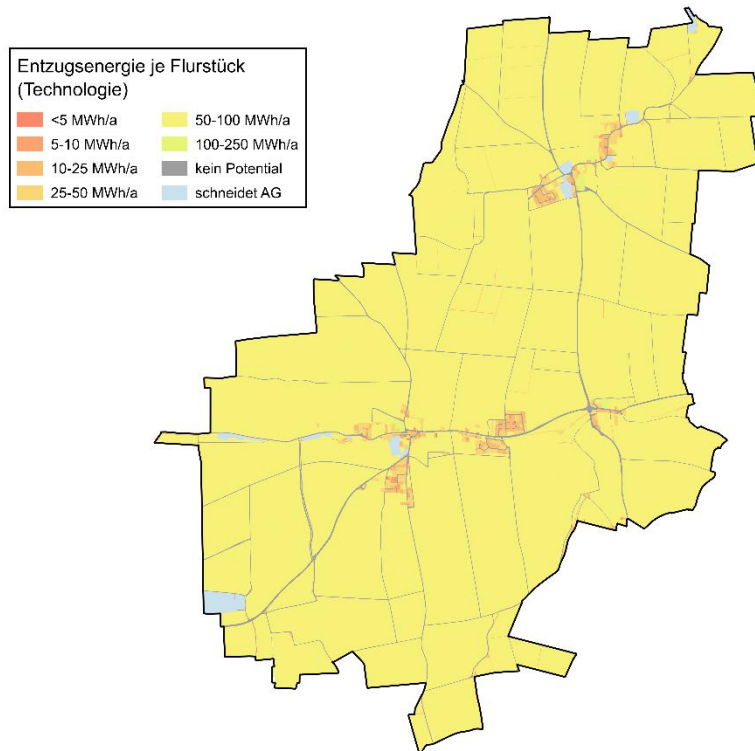 Entzugsenergie je Flurstück
(Technologie)
<5 MWh/a
5-10 MWh/a
10-25 MWh/a
25-50 MWh/a
50-100 MWh/a
100-250 MWh/a
kein Potential
schneidet AG